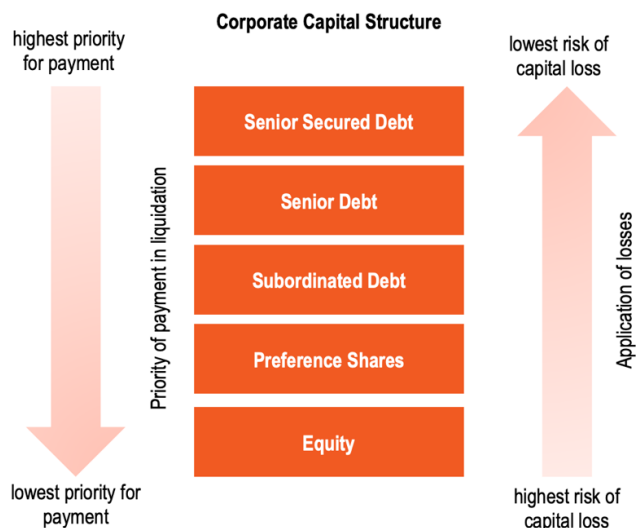 Corporate Capital Structure
highest priority
for payment
lowest risk of
capital loss
Senior Secured Debt
Senior Debt
Subordinated Debt
Preference Shares
Equity
Priority of payment in liquidation
Application of losses
lowest priority for
payment
highest risk of
capital loss